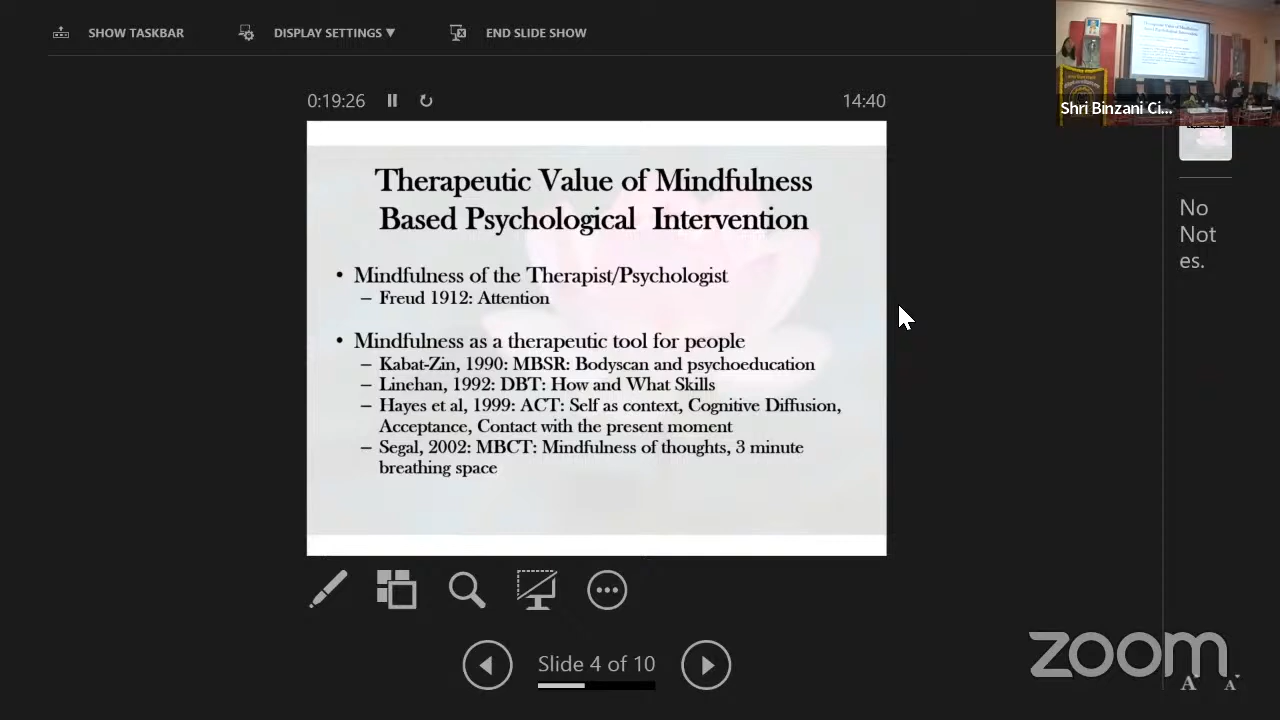 SHOW TASKBAR
DISPLAY SETTINGS ▼
END SLIDE SHOW
Shri Binzani Ci...
0:19:26
14:40
Therapeutic Value of Mindfulness
Based Psychological Intervention
• Mindfulness of the Therapist/Psychologist
– Freud 1912: Attention
• Mindfulness as a therapeutic tool for people
– Kabat-Zin, 1990: MBSR: Bodyscan and psychoeducation
– Linehan, 1992: DBT: How and What Skills
– Hayes et al, 1999: ACT: Self as context, Cognitive Diffusion,
Acceptance, Contact with the present moment
– Segal, 2002: MBCT: Mindfulness of thoughts, 3 minute
breathing space
No
Not
es.
Slide 4 of 10
zoom
A A